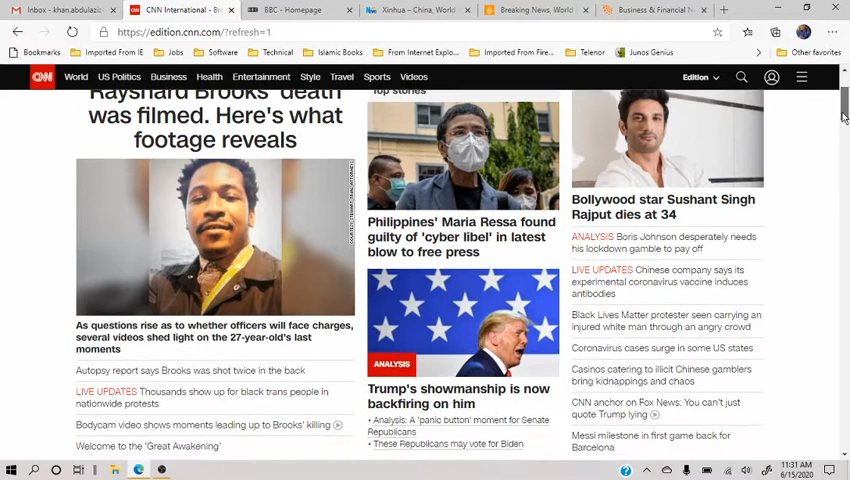 Inbox - khan.abdulazi
CNN International - Br
BBC - Homepage
Xinhua – China, World
Breaking News, World
Business & Financial N
https://edition.cnn.com/?refresh=1
Bookmarks
Imported From IE
Jobs
Software
Technical
Islamic Books
From Internet Explo...
Imported From Fire...
Telenor
Junos Genius
Other favorites
CNN
World
US Politics
Business
Health
Entertainment
Style
Travel
Sports
Videos
Edition
Rayshard Brooks' death
was filmed. Here's what
footage reveals
As questions rise as to whether officers will face charges,
several videos shed light on the 27-year-old's last
moments
Autopsy report says Brooks was shot twice in the back
LIVE UPDATES Thousands show up for black trans people in
nationwide protests
Bodycam video shows moments leading up to Brooks' killing
Welcome to the 'Great Awakening'
Top stories
Philippines' Maria Ressa found
guilty of 'cyber libel' in latest
blow to free press
ANALYSIS
Trump's showmanship is now
backfiring on him
• Analysis: A 'panic button' moment for Senate
Republicans
• These Republicans may vote for Biden
Bollywood star Sushant Singh
Rajput dies at 34
ANALYSIS Boris Johnson desperately needs
his lockdown gamble to pay off
LIVE UPDATES Chinese company says its
experimental coronavirus vaccine induces
antibodies
Black Lives Matter protester seen carrying an
injured white man through an angry crowd
Coronavirus cases surge in some US states
Casinos catering to illicit Chinese gamblers
bring kidnappings and chaos
CNN anchor on Fox News: You can't just
quote Trump lying
Messi milestone in first game back for
Barcelona
11:31 AM
6/15/2020